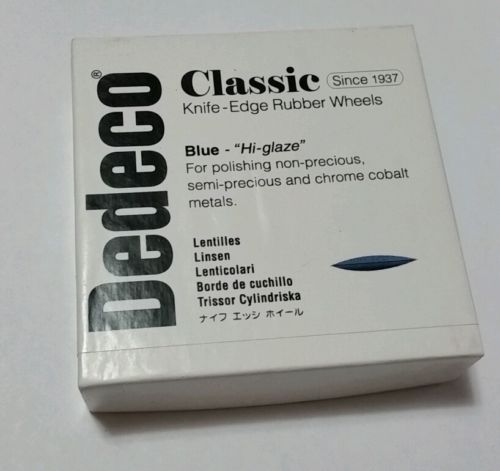 Dedeco®
Classic Since 1937
Knife-Edge Rubber Wheels
Blue - "Hi-glaze"
For polishing non-precious,
semi-precious and chrome cobalt
metals.
Lentilles
Linsen
Lenticolari
Borde de cuchillo
Trissor Cylindriska
ナイフ エッジ ホイール